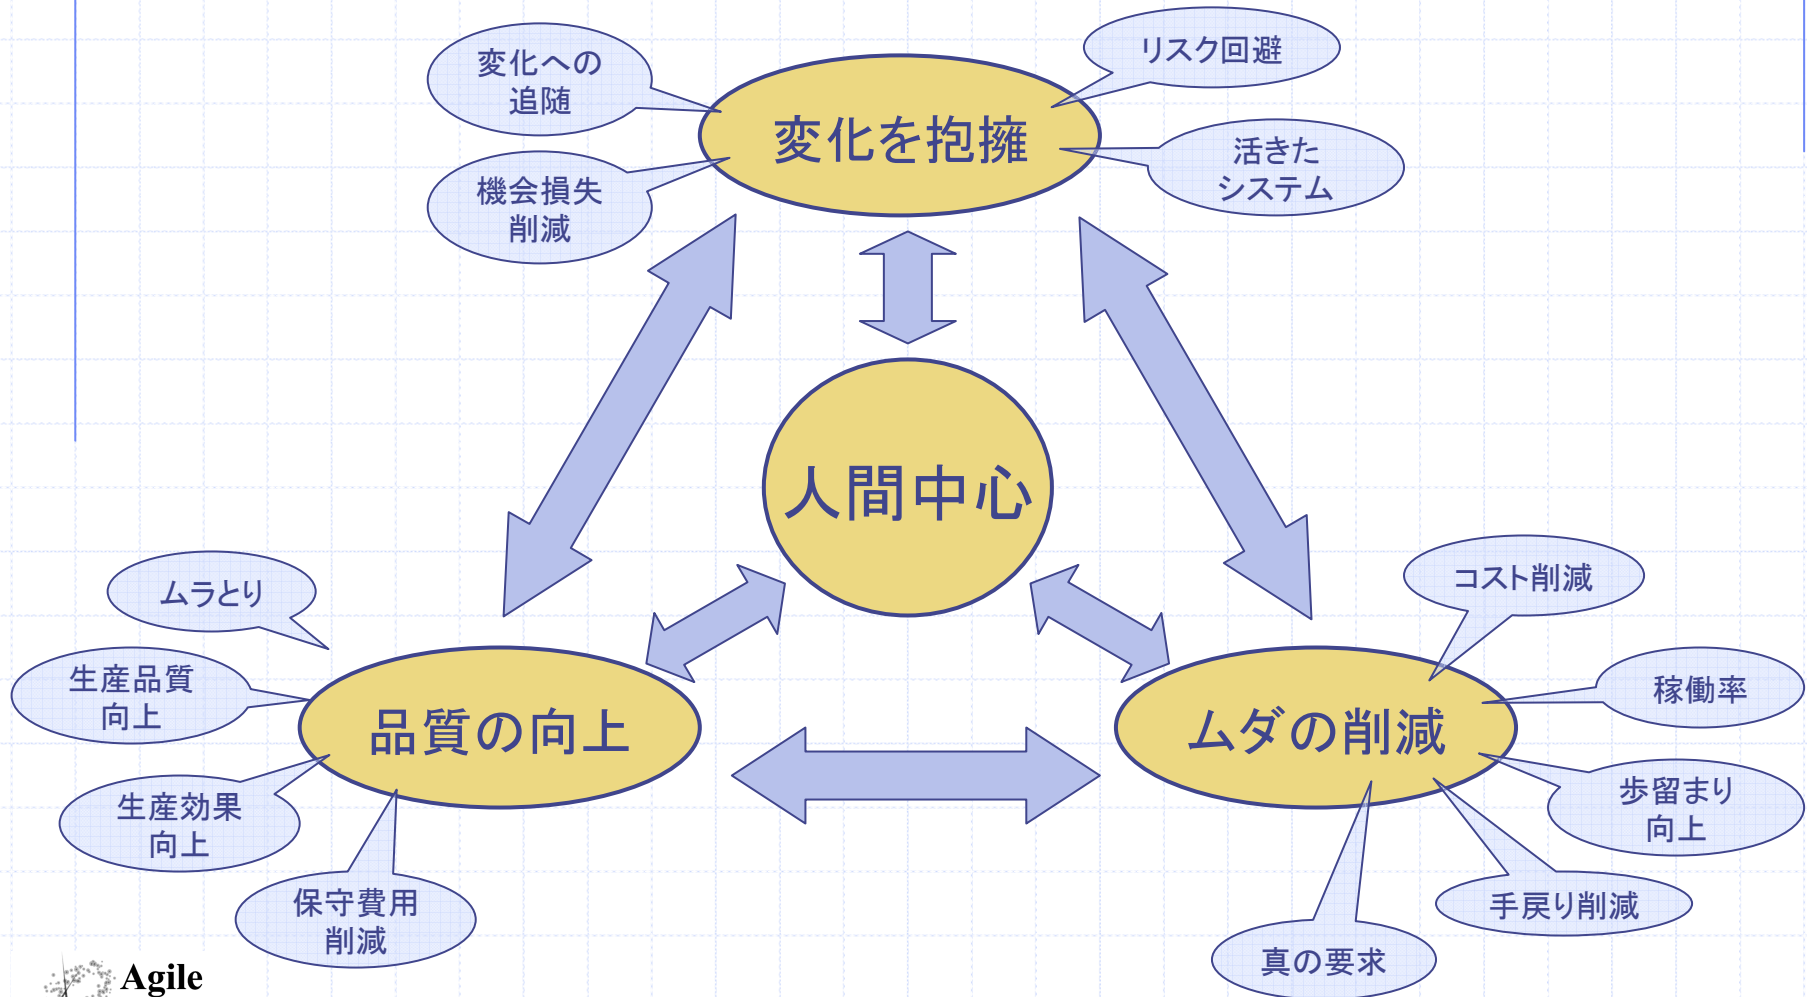 変化への
追随
リスク回避
変化を抱擁
活きた
システム
機会損失
削減
人間中心
ムラとり
コスト削減
生産品質
向上
稼働率
品質の向上
ムダの削減
生産効果
向上
歩留まり
向上
保守費用
削減
手戻り削減
真の要求
Agile